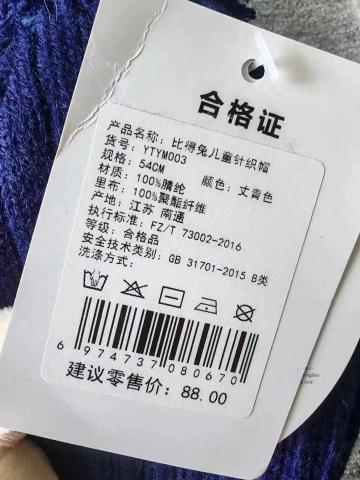 合格证
产品名称：比得兔儿童针织帽
货号：YTYM003
规格：54CM 颜色：丈青色
材质：100%腈纶
里布：100%聚酯纤维
产地：江苏 南通
执行标准：FZ/T 73002-2016
等级：合格品
安全技术类别：GB 31701-2015 B类
洗涤方式：
6 974737 080670
建议零售价：88.00